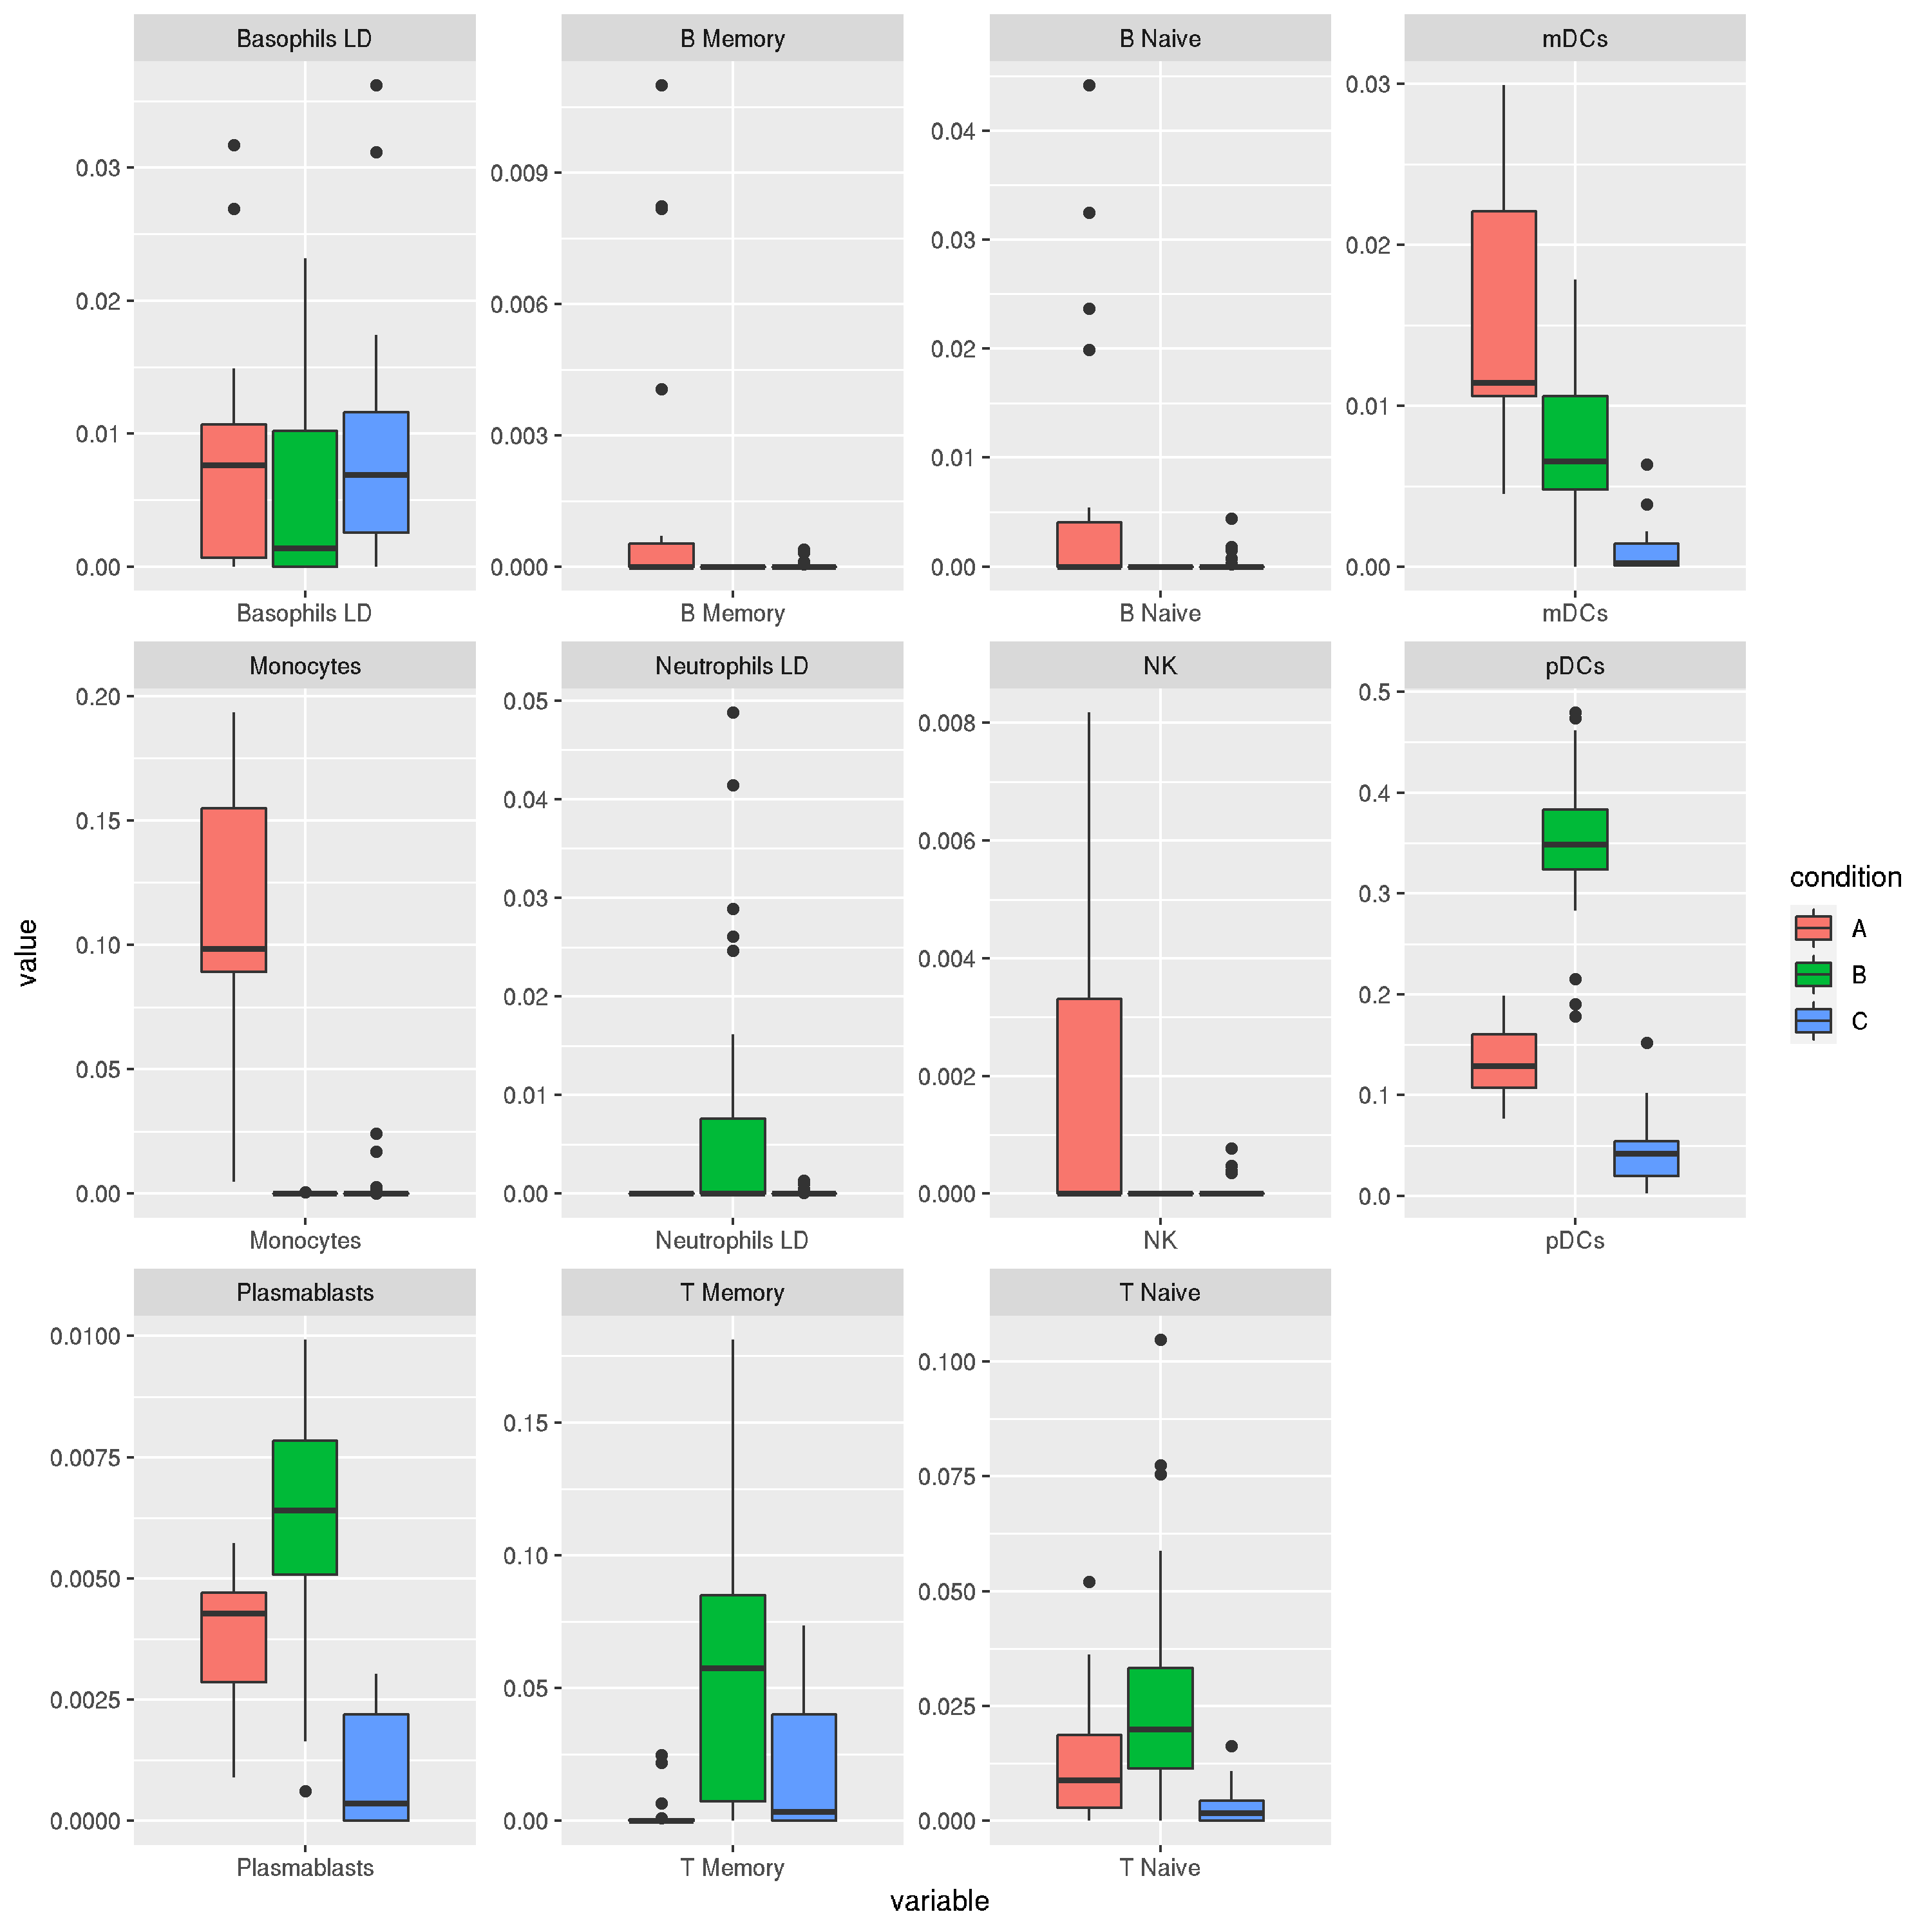 Basophils LD
B Memory
B Naive
mDCs
0.03
0.02
0.01
0.00
0.009
0.006
0.003
0.000
0.04
0.03
0.02
0.01
0.00
0.03
0.02
0.01
0.00
Basophils LD
B Memory
B Naive
mDCs
Monocytes
Neutrophils LD
NK
pDCs
0.20
0.15
0.10
0.05
0.00
0.05
0.04
0.03
0.02
0.01
0.00
0.008
0.006
0.004
0.002
0.000
0.5
0.4
0.3
0.2
0.1
0.0
Monocytes
Neutrophils LD
NK
pDCs
Plasmablasts
T Memory
T Naive
0.0100
0.0075
0.0050
0.0025
0.0000
0.15
0.10
0.05
0.00
0.100
0.075
0.050
0.025
0.000
Plasmablasts
T Memory
T Naive
value
variable
condition
A
B
C